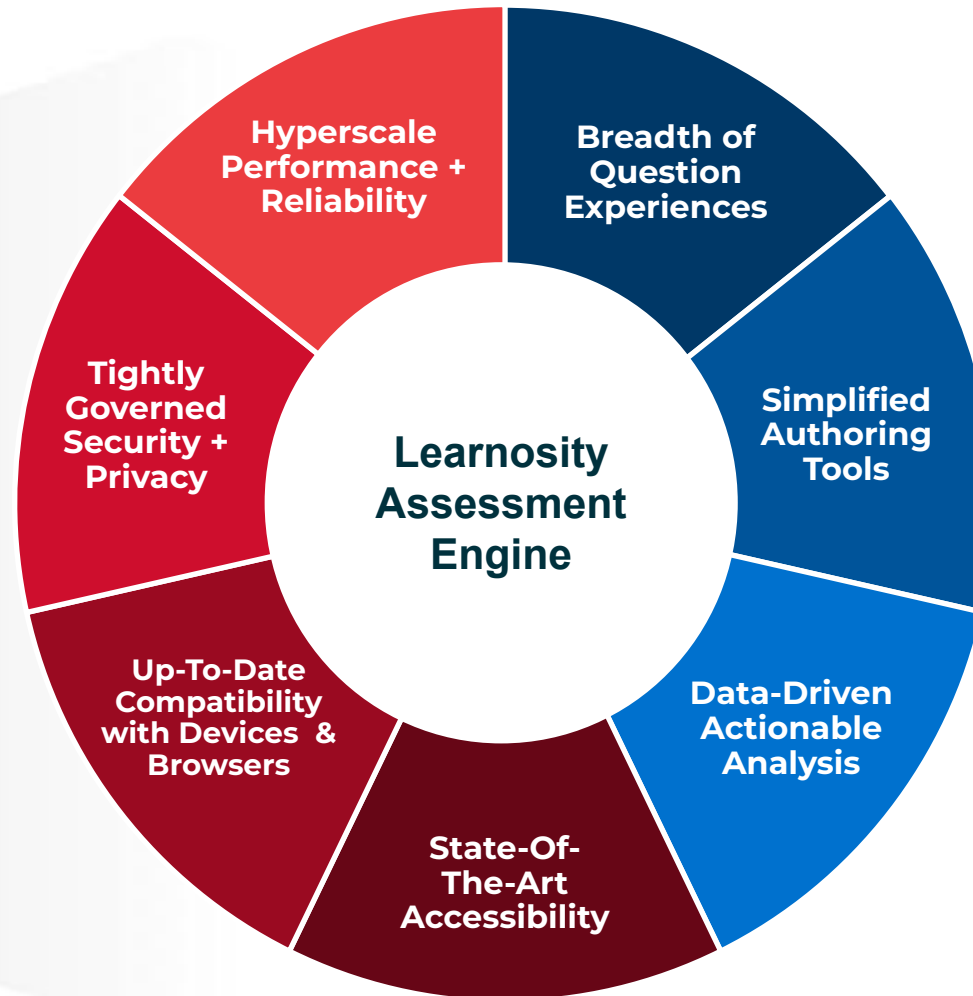 Hyperscale
Performance +
Reliability
Breadth of
Question
Experiences
Simplified
Authoring
Tools
Data-Driven
Actionable
Analysis
State-Of-
The-Art
Accessibility
Up-To-Date
Compatibility
with Devices &
Browsers
Tightly
Governed
Security +
Privacy
Learnosity
Assessment
Engine